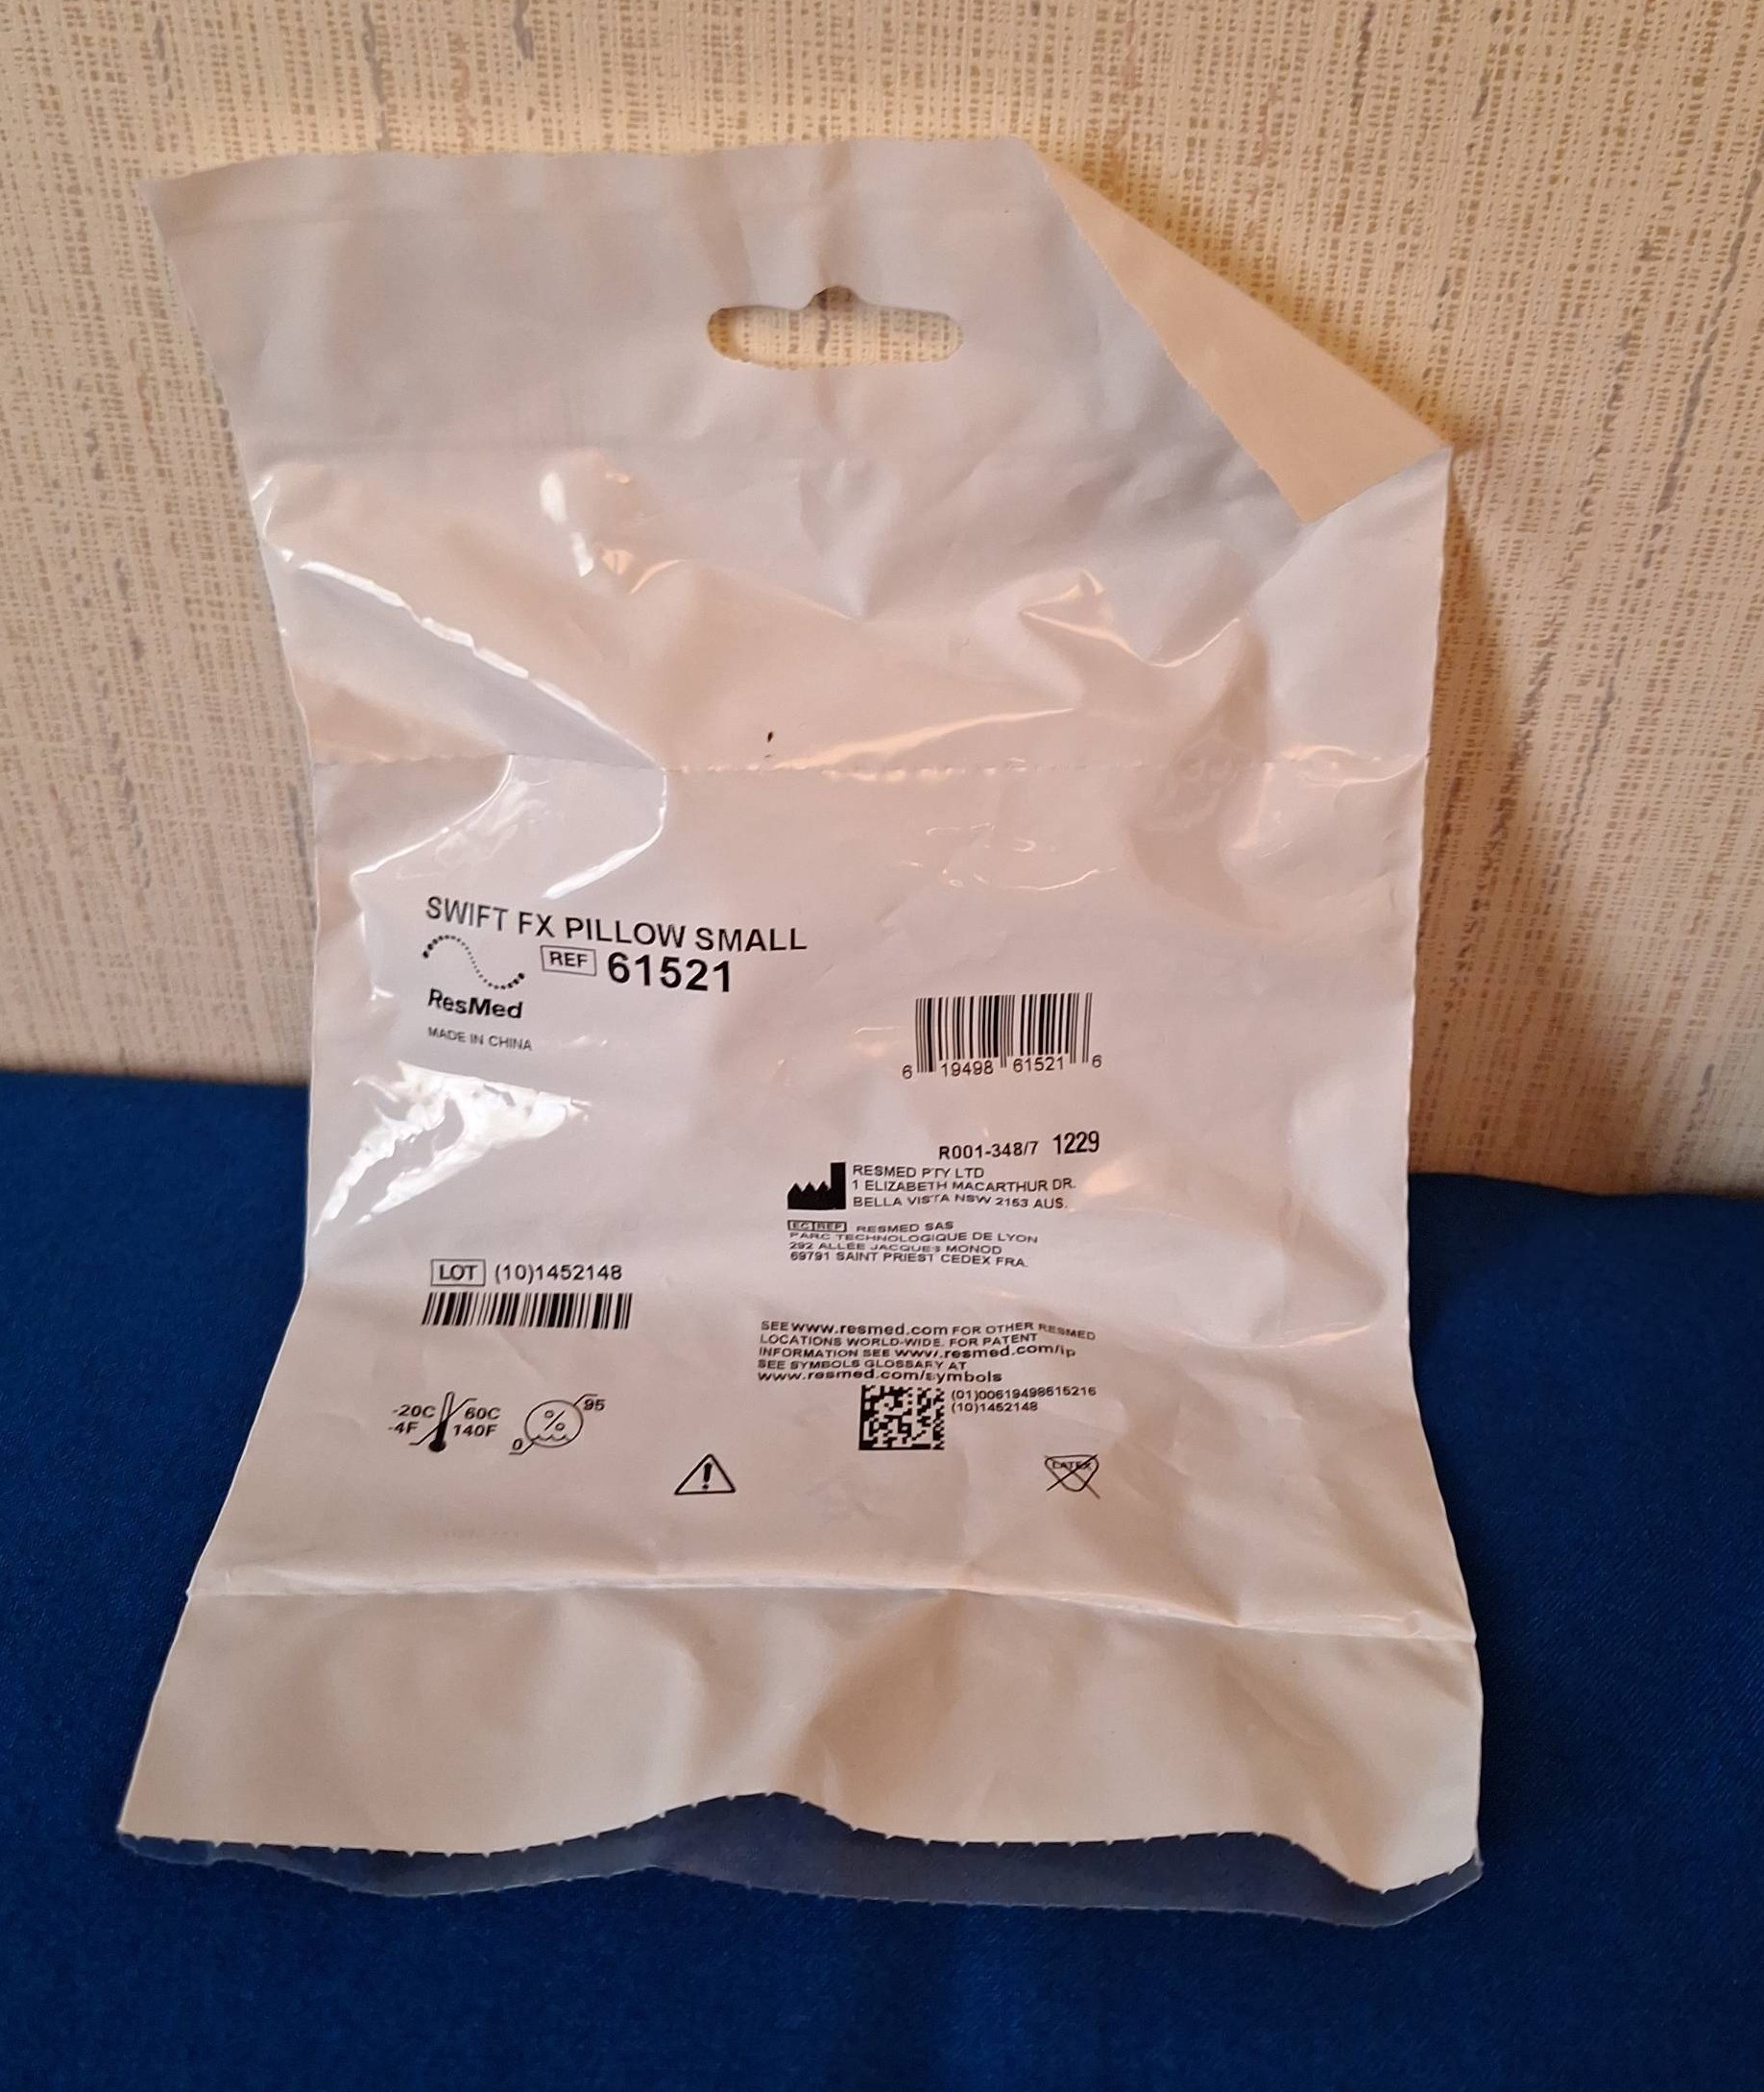 SWIFT FX PILLOW SMALL
REF 61521
ResMed
MADE IN CHINA
6 19498 61521 6
R001-348/7 1229
RESMED PTY LTD
1 ELIZABETH MACARTHUR DR.
BELLA VISTA NSW 2153 AUS.
EC REP RESMED SAS
PARC TECHNOLOGIQUE DE LYON
292 ALLÉE JACQUES MONOD
69791 SAINT PRIEST CEDEX FRA.
LOT (10)1452148
SEE www.resmed.com FOR OTHER RESMED
LOCATIONS WORLD-WIDE. FOR PATENT
INFORMATION SEE www.resmed.com/ip
SEE SYMBOLS GLOSSARY AT
www.resmed.com/symbols
(01)00619498615216
(10)1452148
-20C 60C
-4F 140F
95
%
0
LATEX